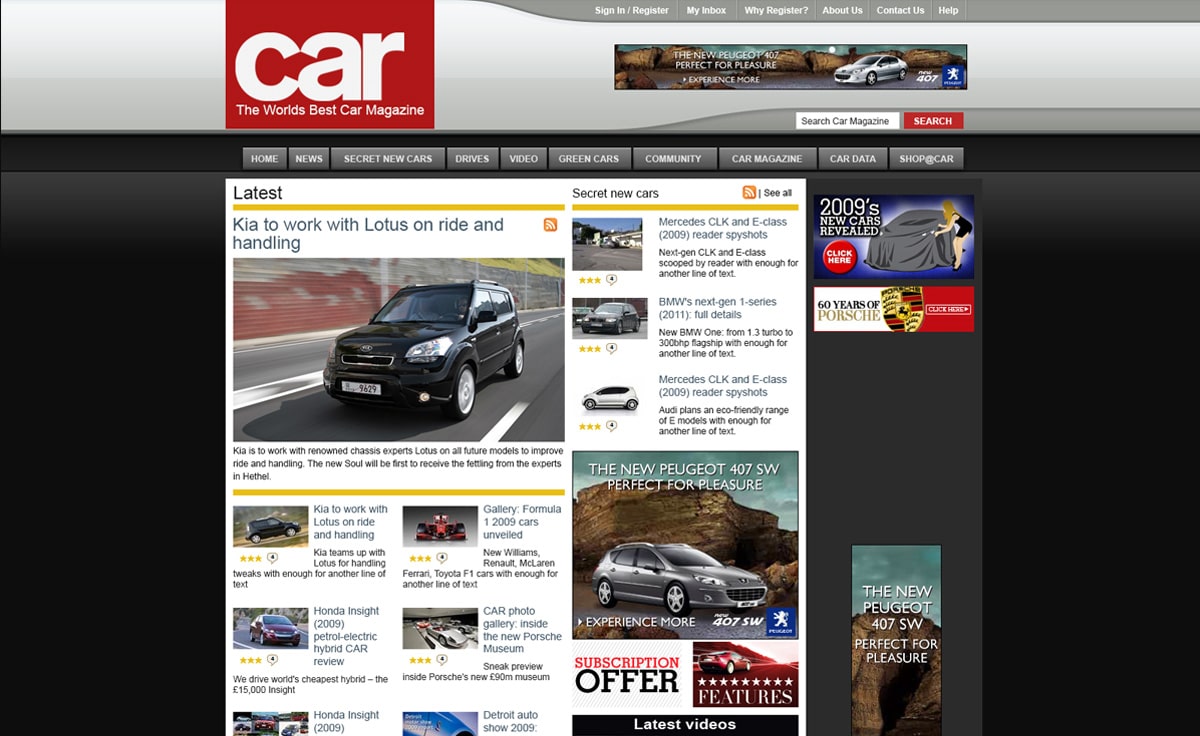 Sign In / Register
My Inbox
Why Register?
About Us
Contact Us
Help
car
The Worlds Best Car Magazine
THE NEW PEUGEOT 407
PERFECT FOR PLEASURE
EXPERIENCE MORE
new
407
PEUGEOT
Search Car Magazine
SEARCH
HOME
NEWS
SECRET NEW CARS
DRIVES
VIDEO
GREEN CARS
COMMUNITY
CAR MAGAZINE
CAR DATA
SHOP@CAR
Latest
Kia to work with Lotus on ride and
handling
9629
Kia is to work with renowned chassis experts Lotus on all future models to improve
ride and handling. The new Soul will be first to receive the fettling from the experts
in Hethel.
Kia to work with
Lotus on ride
and handling
4
Kia teams up with
Lotus for handling
tweaks with enough for another line of
text
Gallery: Formula
1 2009 cars
unveiled
4
New Williams,
Renault, McLaren
Ferrari, Toyota F1 cars with enough for
another line of text
Honda Insight
(2009)
petrol-electric
hybrid CAR
review
4
We drive world's cheapest hybrid – the
£15,000 Insight
CAR photo
gallery: inside
the new Porsche
Museum
4
Sneak preview
inside Porsche's new £90m museum
Honda Insight
(2009)
Detroit
motor show
Detroit auto
show 2009:
Secret new cars
| See all
Mercedes CLK and E-class
(2009) reader spyshots
Next-gen CLK and E-class
scooped by reader with enough for
another line of text.
4
BMW's next-gen 1-series
(2011): full details
New BMW One: from 1.3 turbo to
300bhp flagship with enough for
another line of text.
4
Mercedes CLK and E-class
(2009) reader spyshots
Audi plans an eco-friendly range
of E models with enough for
another line of text.
4
THE NEW PEUGEOT 407 SW
PERFECT FOR PLEASURE
EXPERIENCE MORE
new
407 SW
PEUGEOT
SUBSCRIPTION
OFFER
FEATURES
Latest videos
2009's
NEW CARS
REVEALED
CLICK
HERE
60 YEARS OF
PORSCHE
PORSCHE
CLICK HERE
THE NEW
PEUGEOT
407 SW
PERFECT FOR
PLEASURE